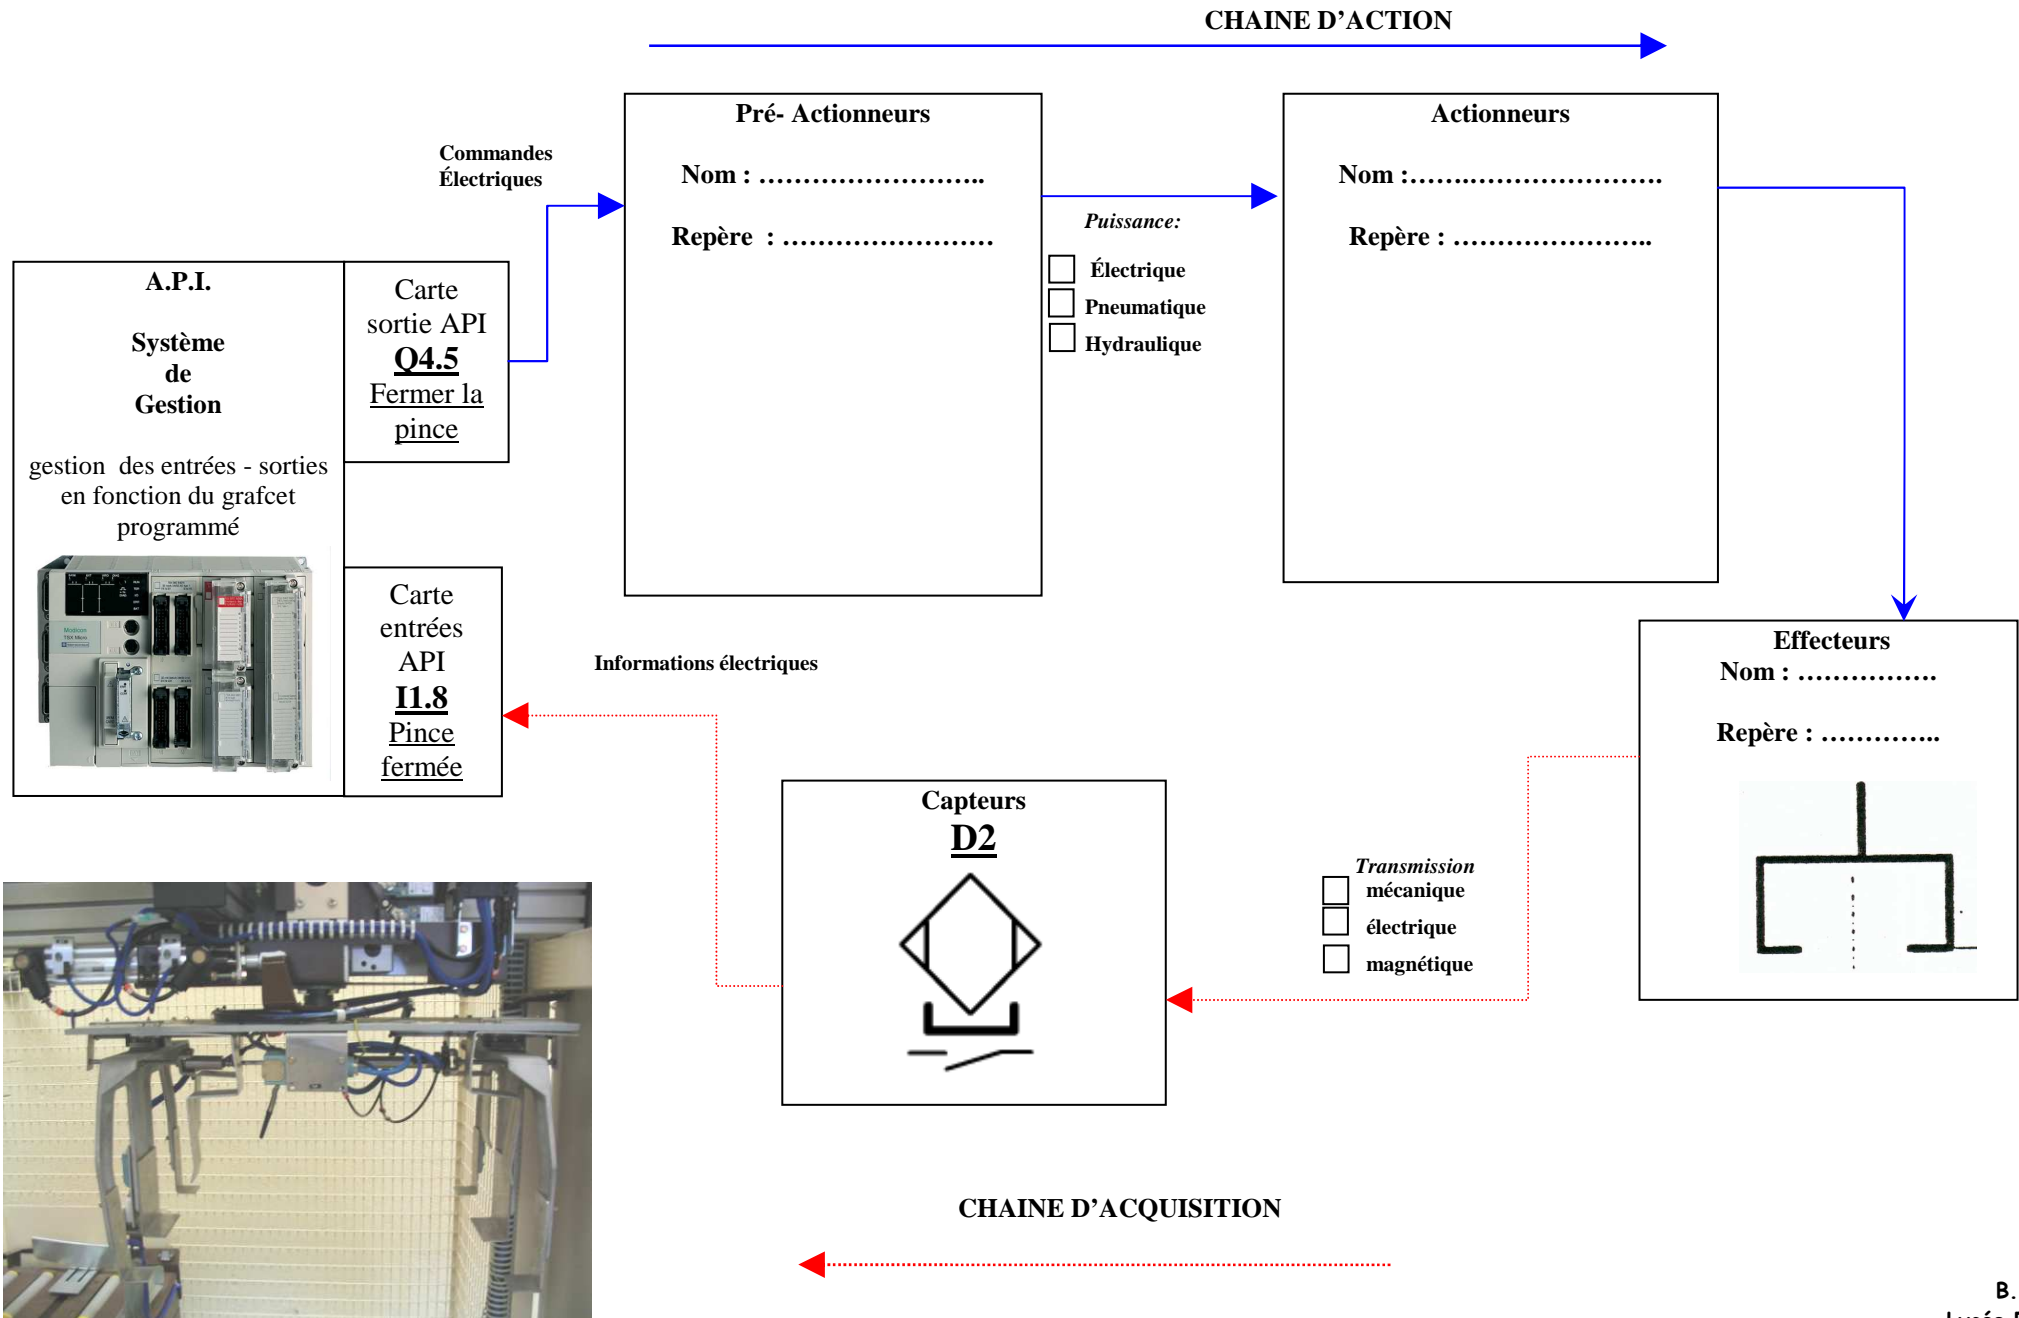 CHAINE D’ACTION
Pré- Actionneurs
Nom : ……………………..
Repère  : ……………………
Actionneurs
Nom :…….………………….
Repère : …………………..
Commandes
Électriques
Puissance:
Électrique
Pneumatique
Hydraulique
A.P.I.
Système
de
Gestion
gestion  des entrées - sorties
en fonction du grafcet
programmé
Carte
sortie API
Q4.5
Fermer la
pince
Carte
entrées
API
I1.8
Pince
fermée
Informations électriques
Effecteurs
Nom : …………….
Repère : …………..
Capteurs
D2
Transmission
mécanique
électrique
magnétique
CHAINE D’ACQUISITION
B.